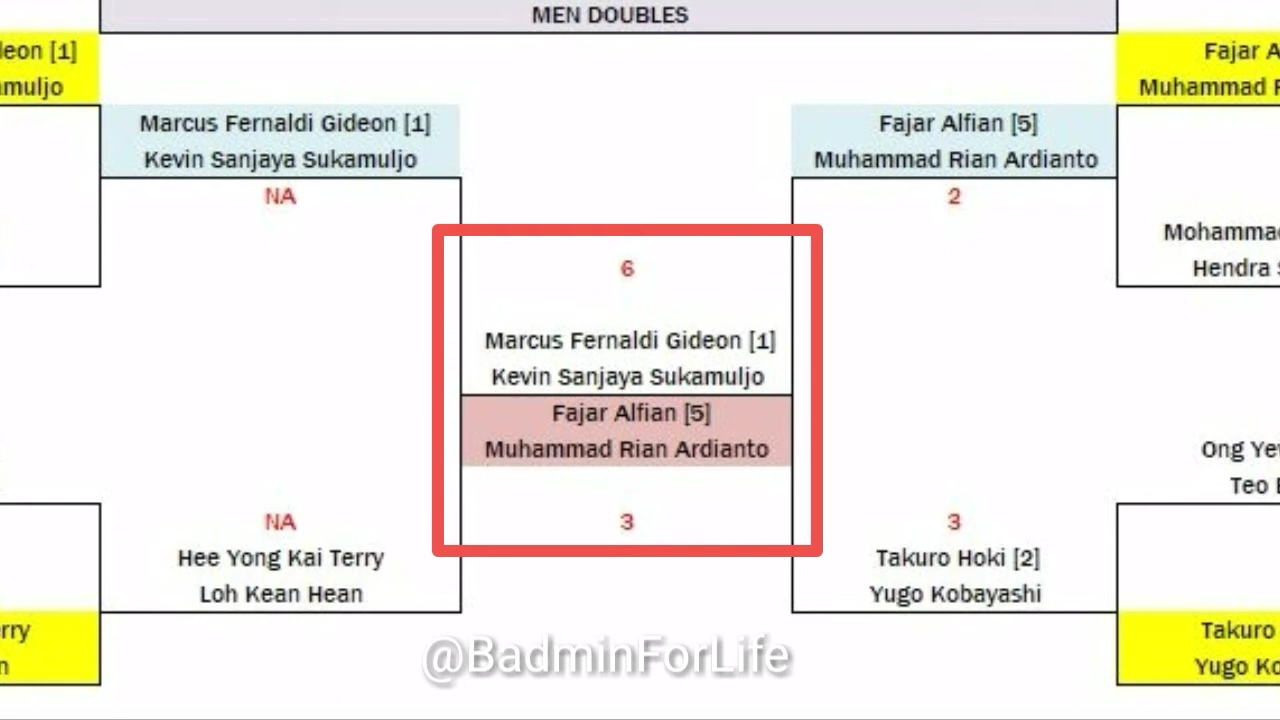 MEN DOUBLES
leon [1]
amuljo
Fajar A
Muhammad R
Marcus Fernaldi Gideon [1]
Kevin Sanjaya Sukamuljo
NA
Fajar Alfian [5]
Muhammad Rian Ardianto
2
Mohammad
Hendra S
6
Marcus Fernaldi Gideon [1]
Kevin Sanjaya Sukamuljo
Fajar Alfian [5]
Muhammad Rian Ardianto
3
Ong Yew
Teo E
NA
Hee Yong Kai Terry
Loh Kean Hean
3
Takuro Hoki [2]
Yugo Kobayashi
rry
n
Takuro
Yugo Ko
@BadminForLife